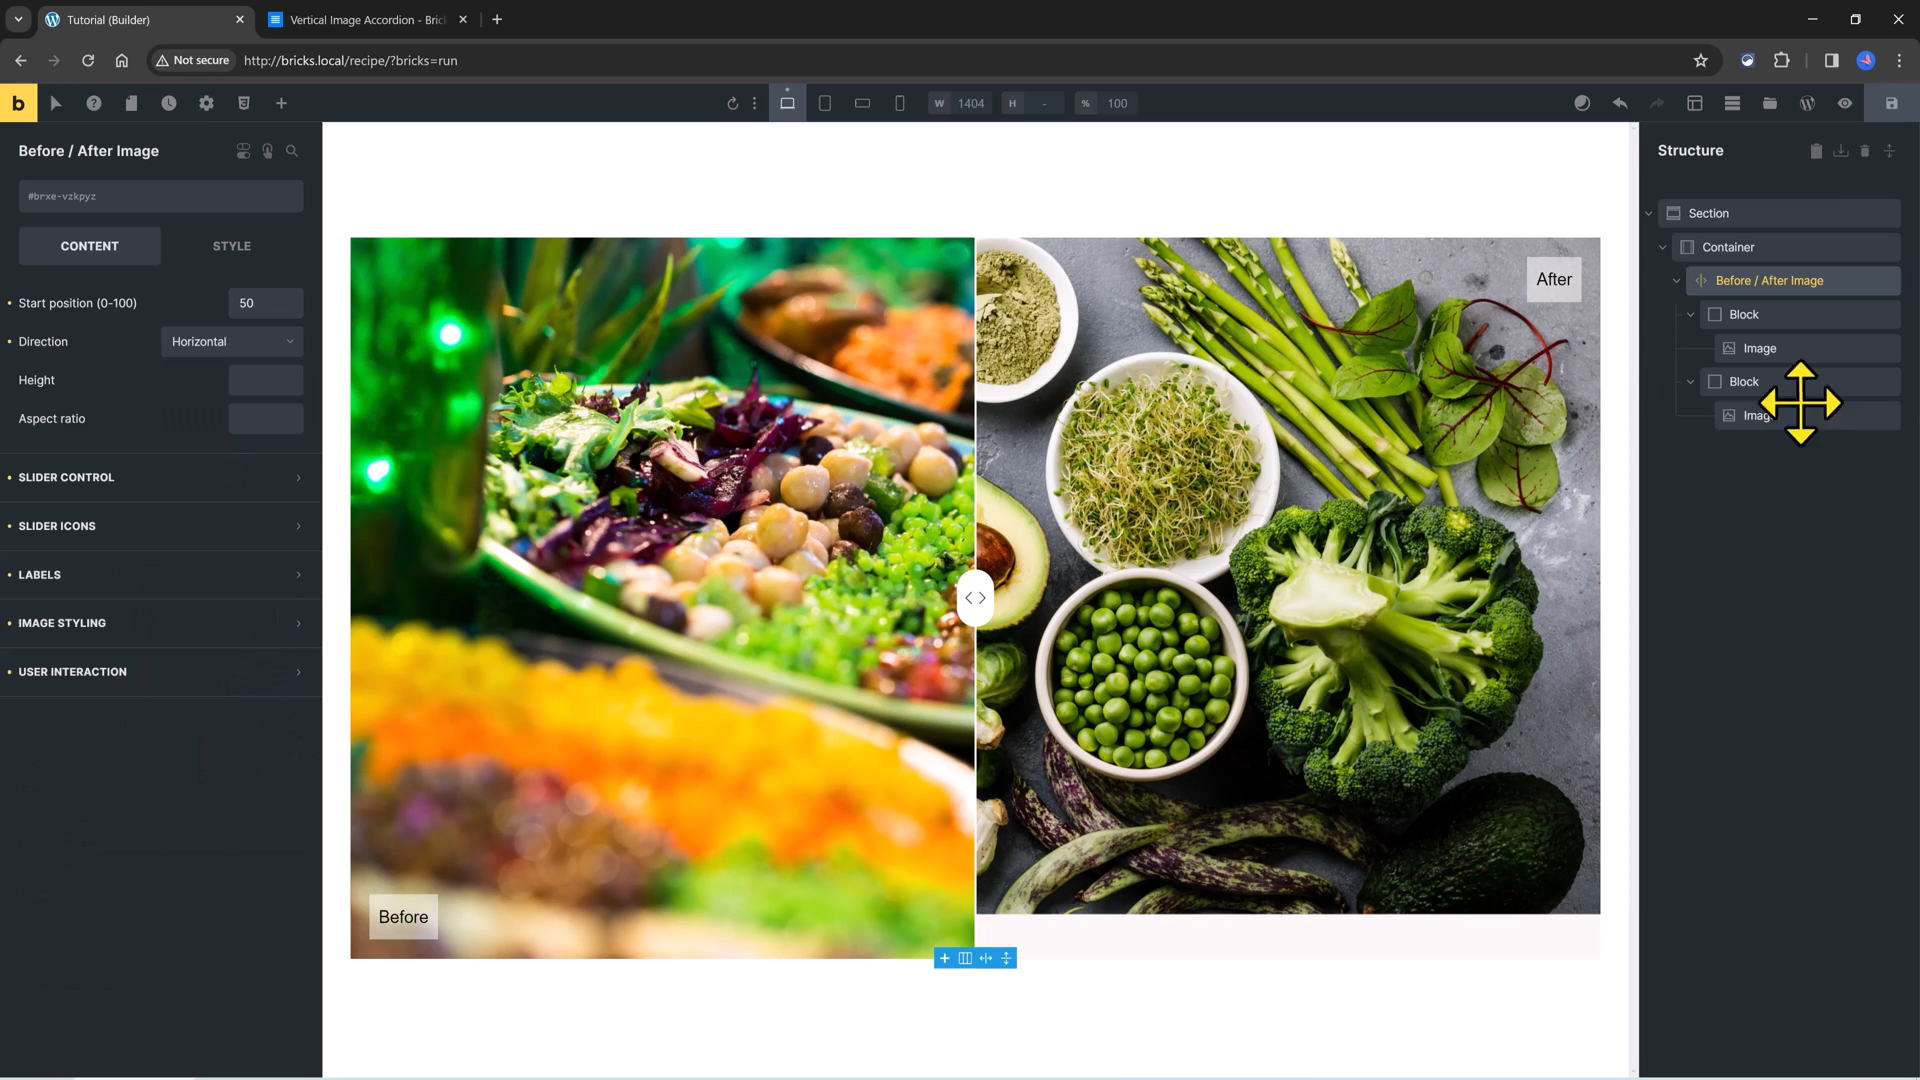 Tutorial (Builder)
Vertical Image Accordion - Bric
Not secure
http://bricks.local/recipe/?bricks=run
b
W 1404
H -
% 100
Before / After Image
#brxe-vzkpyz
CONTENT
STYLE
Start position (0-100)
50
Direction
Horizontal
Height
Aspect ratio
SLIDER CONTROL
SLIDER ICONS
LABELS
IMAGE STYLING
USER INTERACTION
After
Before
Structure
Section
Container
Before / After Image
Block
Image
Block
Imag